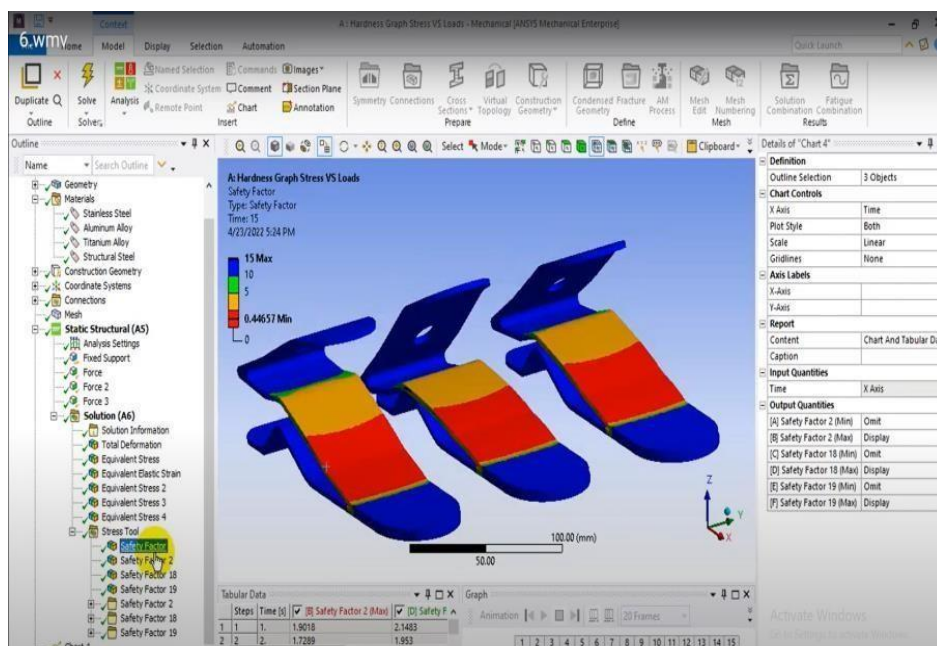 A : Hardness Graph Stress VS Loads - Mechanical [ANSYS Mechanical Enterprise]
Context
6.wmv
Home Model Display Selection Automation
Quick Launch
Duplicate
Outline
Solve
Solve
Analysis
Named Selection
Coordinate System
Remote Point
Commands
Comment
Chart
Images
Section Plane
Annotation
Insert
Symmetry Connections
Cross Sections
Virtual Topology
Construction Geometry
Prepare
Condensed Geometry
Fracture
AM Process
Define
Mesh Edit
Mesh Numbering
Mesh
Solution Combination
Fatigue Combination
Results
Outline
Name
Search Outline
Select
Mode
Clipboard
Geometry
Materials
Stainless Steel
Aluminum Alloy
Titanium Alloy
Structural Steel
Construction Geometry
Coordinate Systems
Connections
Mesh
Static Structural (A5)
Analysis Settings
Fixed Support
Force
Force 2
Force 3
Solution (A6)
Solution Information
Total Deformation
Equivalent Stress
Equivalent Elastic Strain
Equivalent Stress 2
Equivalent Stress 3
Equivalent Stress 4
Stress Tool
Safety Factor
Safety Factor 2
Safety Factor 18
Safety Factor 19
Safety Factor 2
Safety Factor 18
Safety Factor 19
A: Hardness Graph Stress VS Loads
Safety Factor
Type: Safety Factor
Time: 15
4/23/2022 5:24 PM
15 Max
10
5
0.44657 Min
0
Z
Y
X
100.00 (mm)
50.00
Tabular Data
Steps Time [s] [B] Safety Factor 2 (Max) [D] Safety F
1 1 1. 1.9018 2.1483
2 2 2. 1.7289 1.953
Graph
Animation 20 Frames
1 2 3 4 5 6 7 8 9 10 11 12 13 14 15
Details of "Chart 4"
Definition
Outline Selection 3 Objects
Chart Controls
X Axis Time
Plot Style Both
Scale Linear
Gridlines None
Axis Labels
X-Axis
Y-Axis
Report
Content Chart And Tabular Da
Caption
Input Quantities
Time X Axis
Output Quantities
[A] Safety Factor 2 (Min) Omit
[B] Safety Factor 2 (Max) Display
[C] Safety Factor 18 (Min) Omit
[D] Safety Factor 18 (Max) Display
[E] Safety Factor 19 (Min) Omit
[F] Safety Factor 19 (Max) Display
Activate Windows